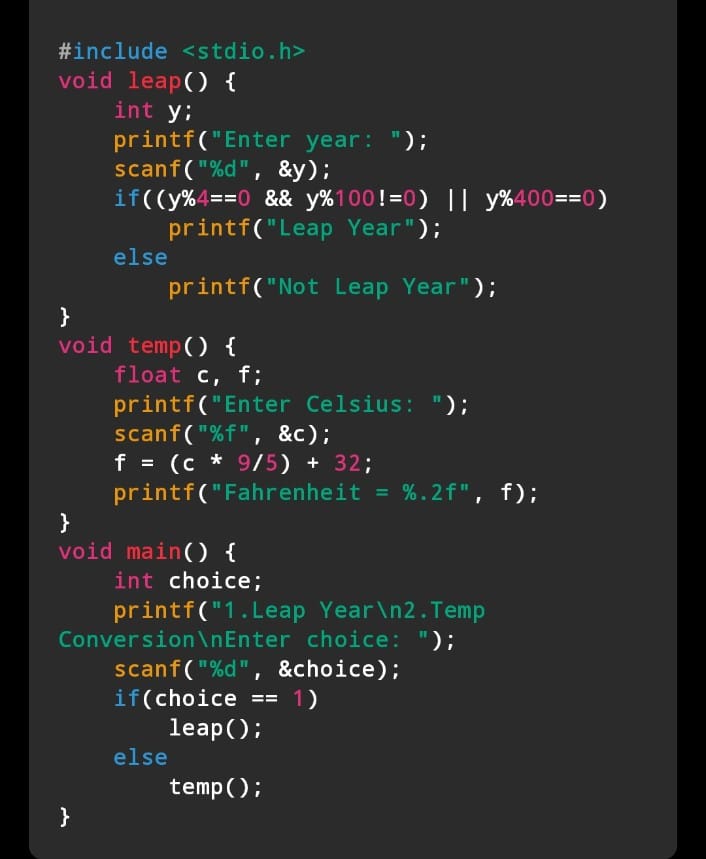 #include <stdio.h>
void leap() {
    int y;
    printf("Enter year: ");
    scanf("%d", &y);
    if((y%4==0 && y%100!=0) || y%400==0)
        printf("Leap Year");
    else
        printf("Not Leap Year");
}
void temp() {
    float c, f;
    printf("Enter Celsius: ");
    scanf("%f", &c);
    f = (c * 9/5) + 32;
    printf("Fahrenheit = %.2f", f);
}
void main() {
    int choice;
    printf("1.Leap Year\n2.Temp
Conversion\nEnter choice: ");
    scanf("%d", &choice);
    if(choice == 1)
        leap();
    else
        temp();
}